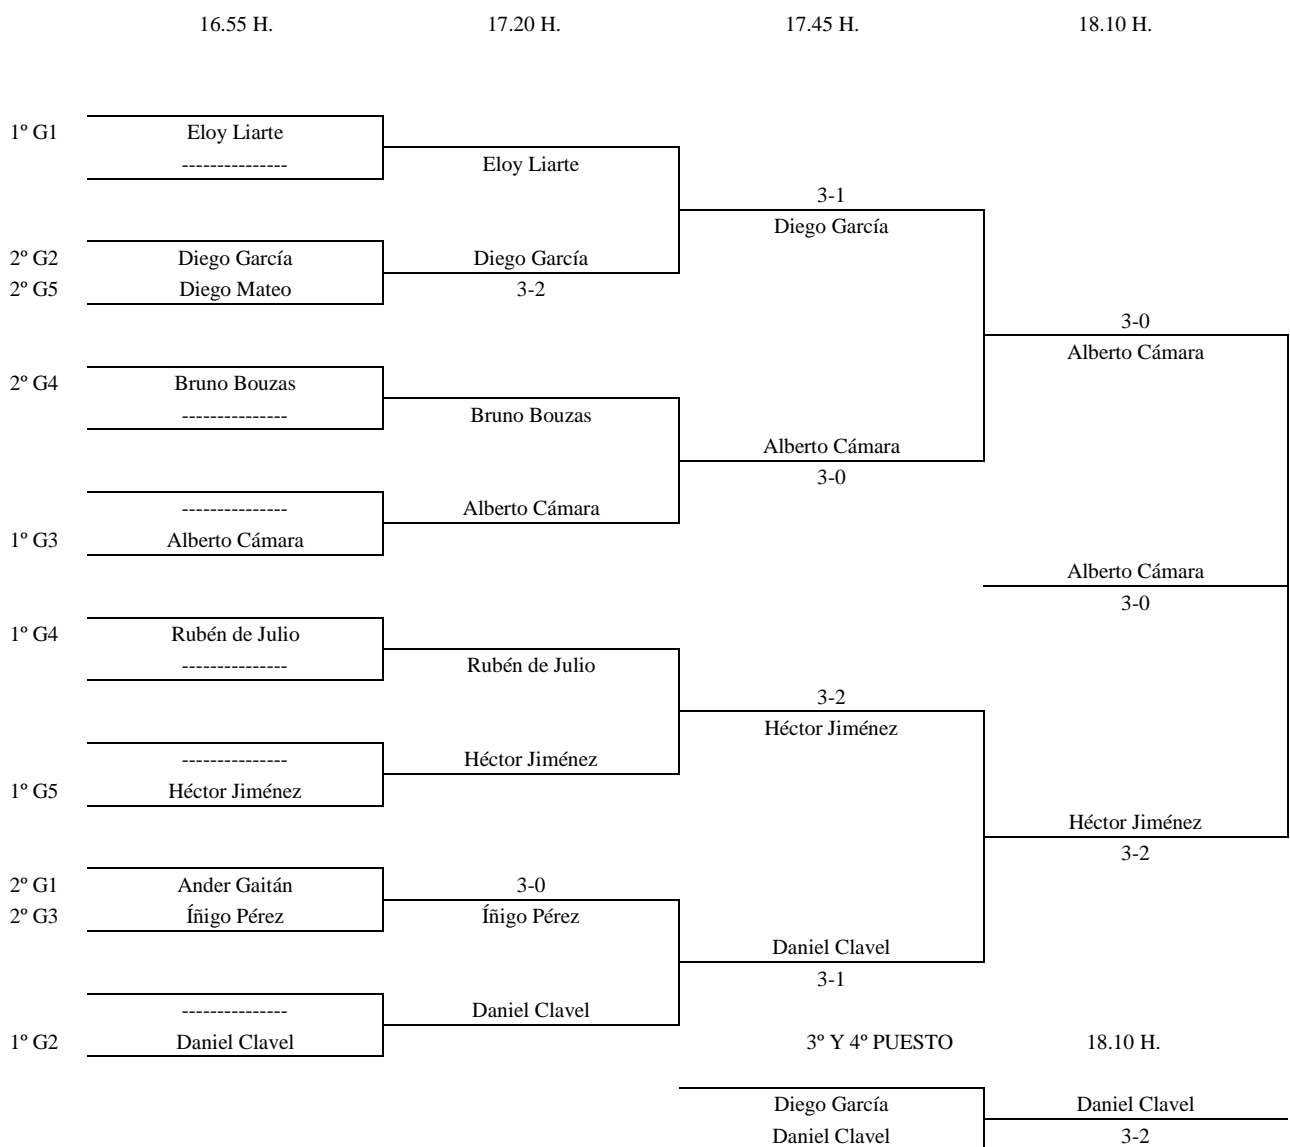 16.55 H. 17.20 H. 17.45 H. 18.10 H.
1º G1 Eloy Liarte
--------------- Eloy Liarte
3-1
Diego García
2º G2 Diego García Diego García
2º G5 Diego Mateo 3-2
3-0
Alberto Cámara
2º G4 Bruno Bouzas
--------------- Bruno Bouzas
Alberto Cámara
3-0
--------------- Alberto Cámara
1º G3 Alberto Cámara
Alberto Cámara
3-0
1º G4 Rubén de Julio
--------------- Rubén de Julio
3-2
Héctor Jiménez
--------------- Héctor Jiménez
1º G5 Héctor Jiménez
Héctor Jiménez
3-2
2º G1 Ander Gaitán 3-0
2º G3 Íñigo Pérez Íñigo Pérez
Daniel Clavel
3-1
--------------- Daniel Clavel
1º G2 Daniel Clavel 3º Y 4º PUESTO 18.10 H.
Diego García Daniel Clavel
Daniel Clavel 3-2